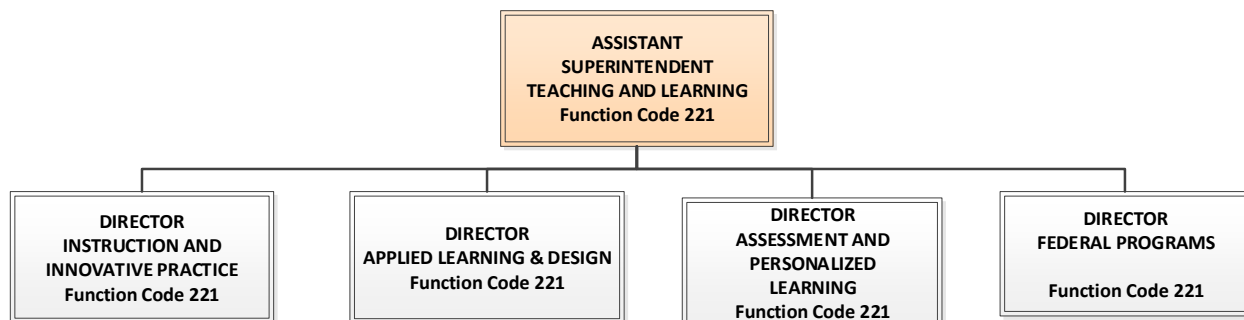 ASSISTANT
SUPERINTENDENT
TEACHING AND LEARNING
Function Code 221
DIRECTOR
INSTRUCTION AND
INNOVATIVE PRACTICE
Function Code 221
DIRECTOR
APPLIED LEARNING & DESIGN
Function Code 221
DIRECTOR
ASSESSMENT AND
PERSONALIZED
LEARNING
Function Code 221
DIRECTOR
FEDERAL PROGRAMS
Function Code 221